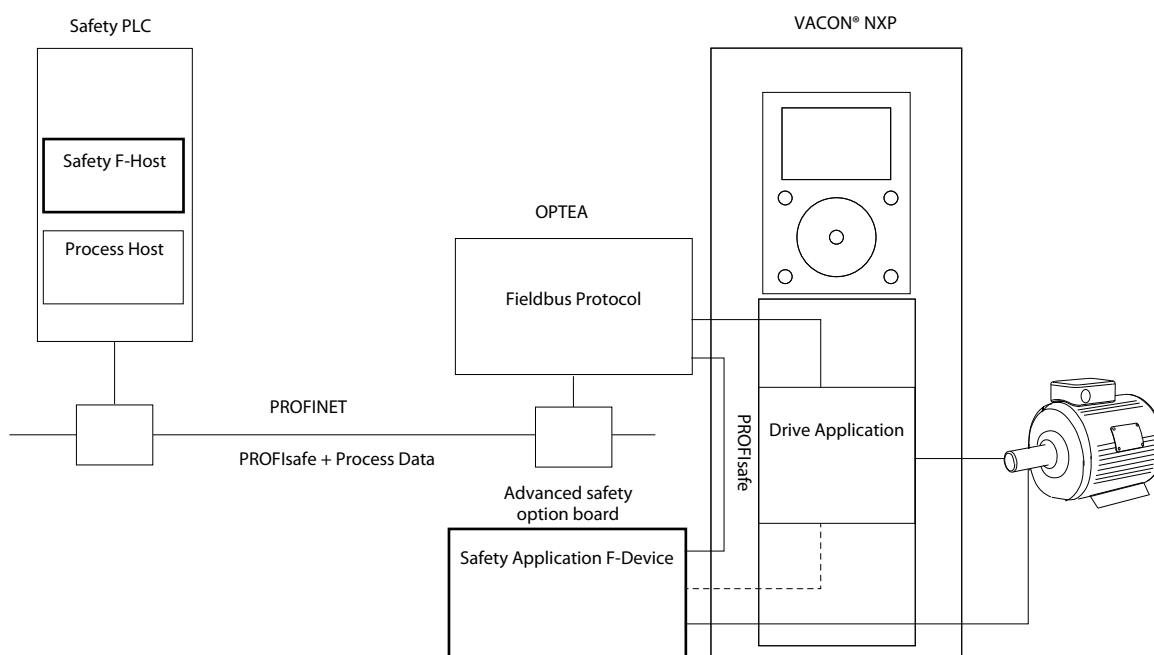 Safety PLC
VACON® NXP
Safety F-Host
Process Host
OPTEA
Fieldbus Protocol
PROFINET
PROFIsafe + Process Data
PROFIsafe
Drive Application
Advanced safety
option board
Safety Application F-Device